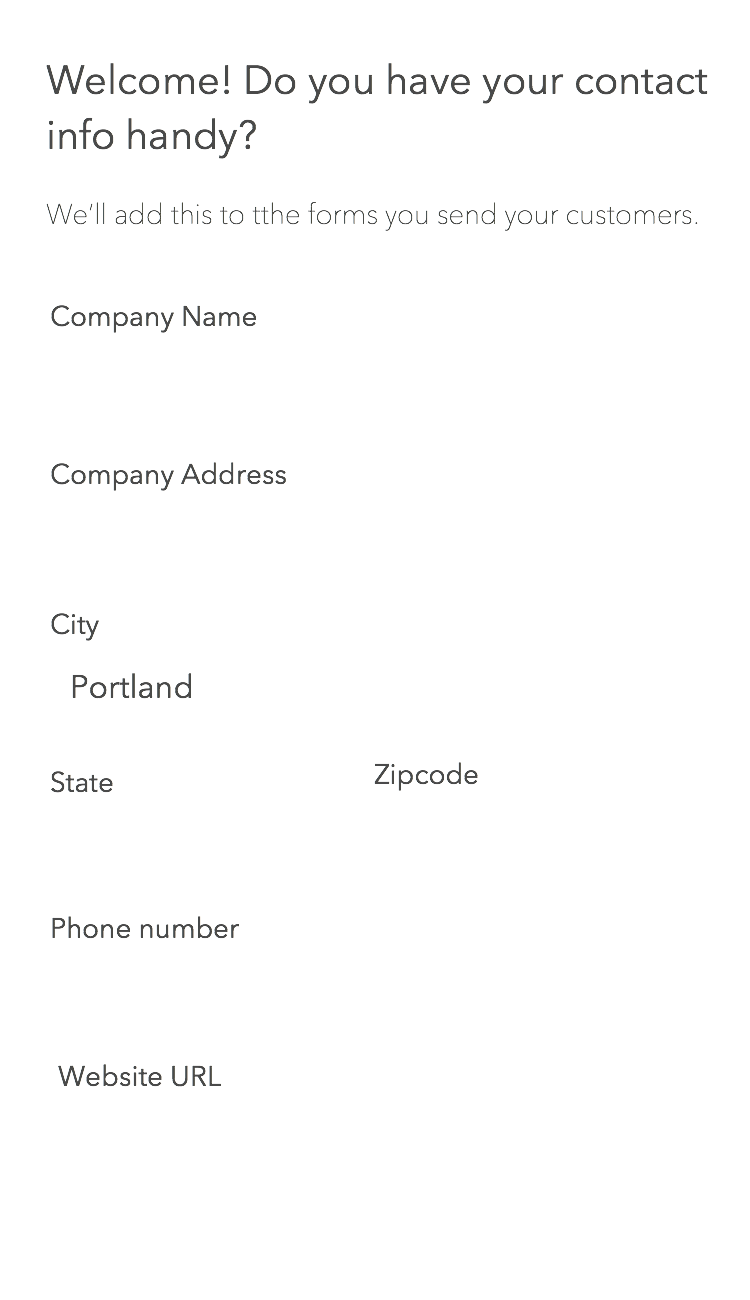 Welcome! Do you have your contact
info handy?
We'll add this to tthe forms you send your customers.
Company Name
Company Address
City
Portland
State
Zipcode
Phone number
Website URL